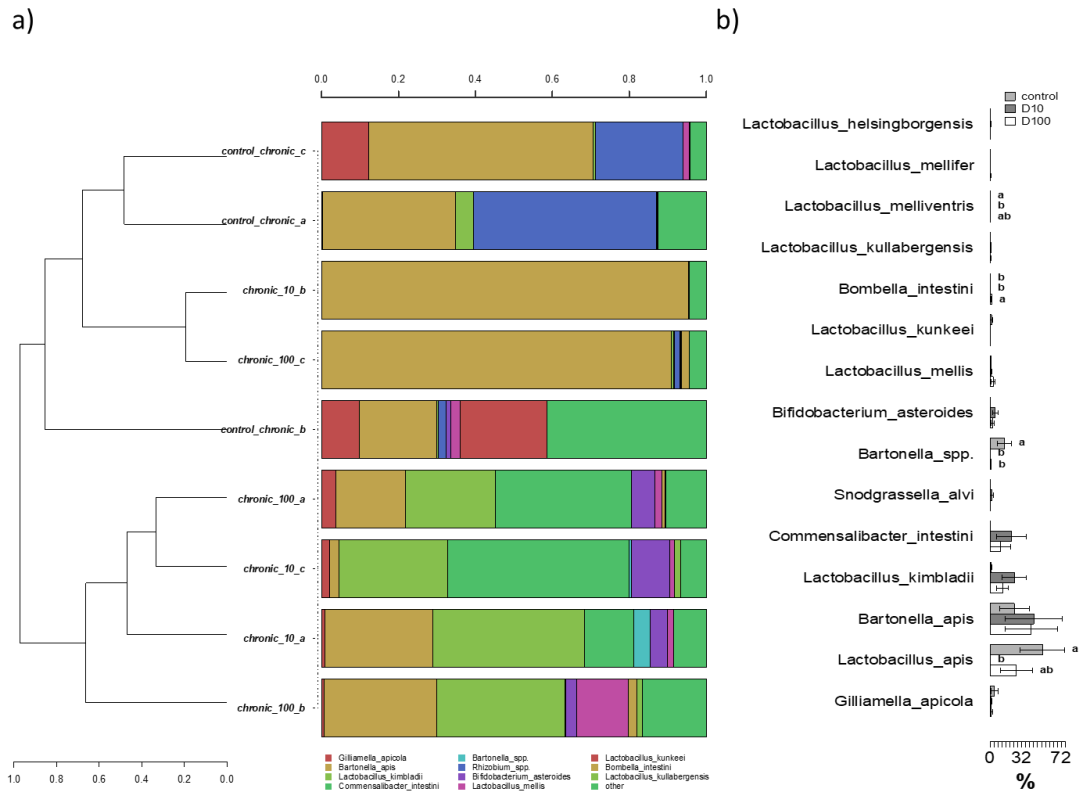 a)
b)
0.0 0.2 0.4 0.6 0.8 1.0
control_chronic_c
control_chronic_a
chronic_10_b
chronic_100_c
control_chronic_b
chronic_100_a
chronic_10_c
chronic_10_a
chronic_100_b
1.0 0.8 0.6 0.4 0.2 0.0
Gilliamella_apicola Bartonella_spp. Lactobacillus_kunkeei
Bartonella_apis Rhizobium_spp. Bombella_intestini
Lactobacillus_kimbladii Bifidobacterium_asteroides Lactobacillus_kullabergensis
Commensalibacter_intestini Lactobacillus_mellis other
control
D10
D100
Lactobacillus_helsingborgensis
Lactobacillus_mellifer
a
Lactobacillus_melliventris b
ab
Lactobacillus_kullabergensis
b
Bombella_intestini b
a
Lactobacillus_kunkeei
Lactobacillus_mellis
Bifidobacterium_asteroides
a
Bartonella_spp. b
b
Snodgrassella_alvi
Commensalibacter_intestini
Lactobacillus_kimbladii
Bartonella_apis
a
Lactobacillus_apis b
ab
Gilliamella_apicola
0 32 72
%